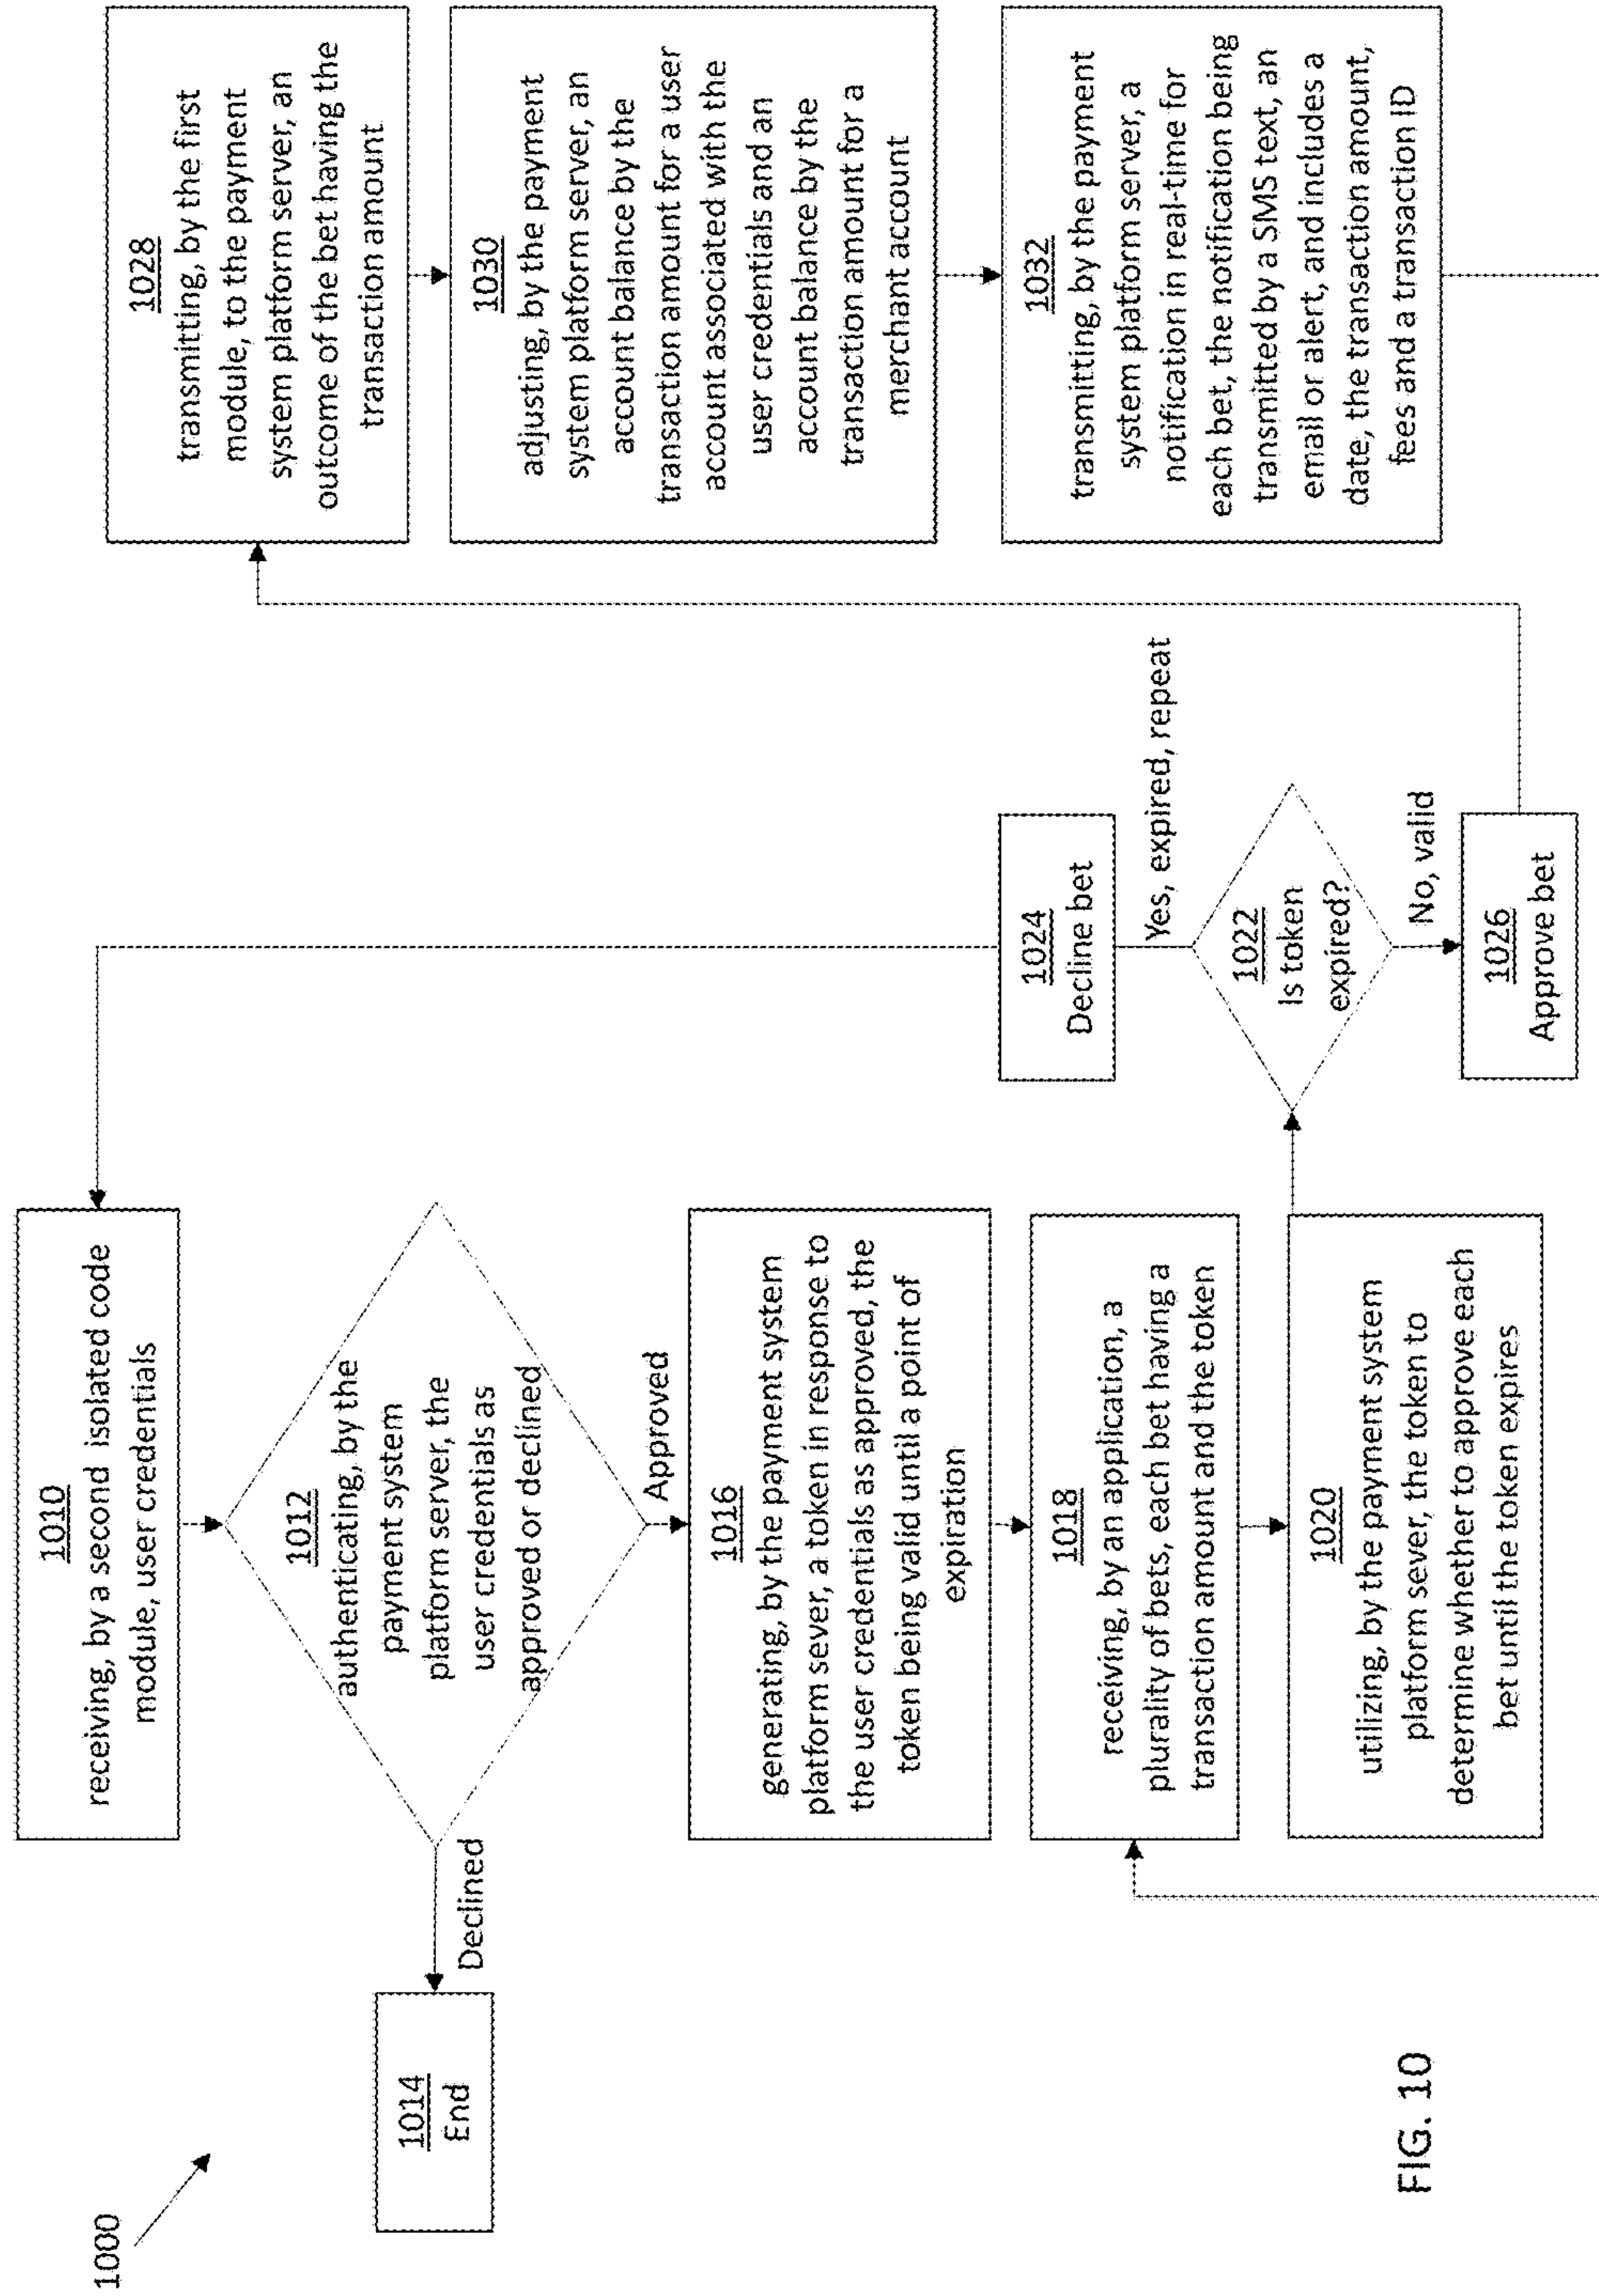 1000
1010
receiving, by a second isolated code
module, user credentials
1012
authenticating, by the
payment system
platform server, the
user credentials as
approved or declined
Declined
1014
End
Approved
1016
generating, by the payment system
platform sever, a token in response to
the user credentials as approved, the
token being valid until a point of
expiration
1018
receiving, by an application, a
plurality of bets, each bet having a
transaction amount and the token
1020
utilizing, by the payment system
platform sever, the token to
determine whether to approve each
bet until the token expires
1022
Is token
expired?
Yes, expired, repeat
1024
Decline bet
No, valid
1026
Approve bet
1028
transmitting, by the first
module, to the payment
system platform server, an
outcome of the bet having the
transaction amount
1030
adjusting, by the payment
system platform server, an
account balance by the
transaction amount for a user
account associated with the
user credentials and an
account balance by the
transaction amount for a
merchant account
1032
transmitting, by the payment
system platform server, a
notification in real-time for
each bet, the notification being
transmitted by a SMS text, an
email or alert, and includes a
date, the transaction amount,
fees and a transaction ID
FIG. 10